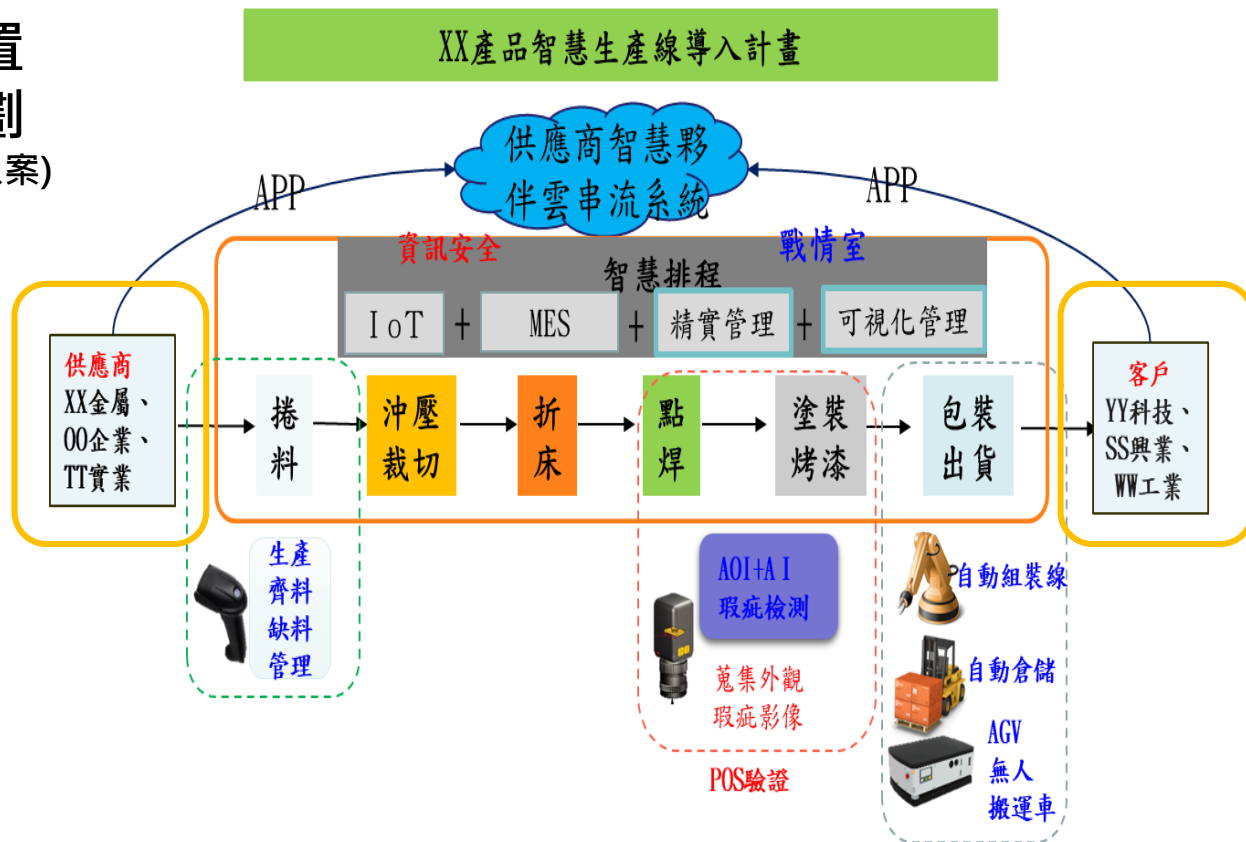 置
劃
案)
XX產品智慧生產線導入計畫
供應商智慧夥
伴雲串流系統
APP
APP
資訊安全
戰情室
智慧排程
IoT + MES + 精實管理 + 可視化管理
供應商
XX金屬、
OO企業、
TT實業
捲
料
沖壓
裁切
折
床
點
焊
塗裝
烤漆
包裝
出貨
客戶
YY科技、
SS興業、
WW工業
生產
齊料
缺料
管理
AOI+AI
瑕疵檢測
蒐集外觀
瑕疵影像
POS驗證
自動組裝線
自動倉儲
AGV
無人
搬運車